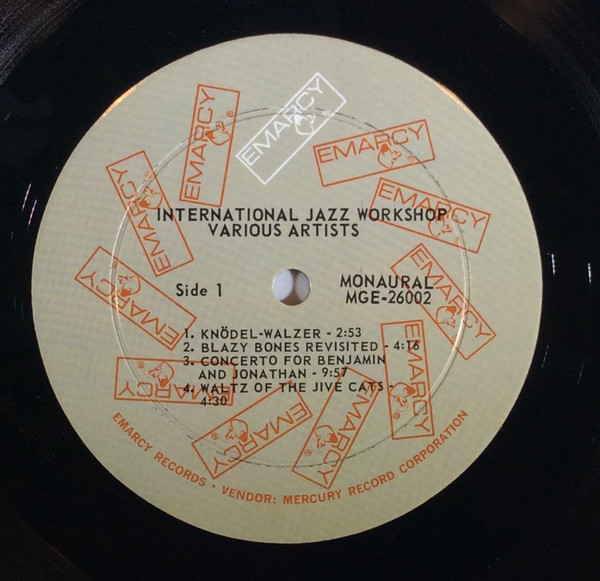 EMARCY
EMARCY
EMARCY ®
EMARCY
EMARCY
INTERNATIONAL JAZZ WORKSHOP
VARIOUS ARTISTS
Side 1
MONAURAL
MGE-26002
EMARCY
EMARCY
1. KNÖDEL-WALZER - 2:53
2. BLAZY BONES REVISITED - 4:16
3. CONCERTO FOR BENJAMIN
AND JONATHAN - 9:57
4. WALTZ OF THE JIVE CATS -
4:30
EMARCY
EMARCY
EMARCY
EMARCY
EMARCY RECORDS • VENDOR: MERCURY RECORD CORPORATION